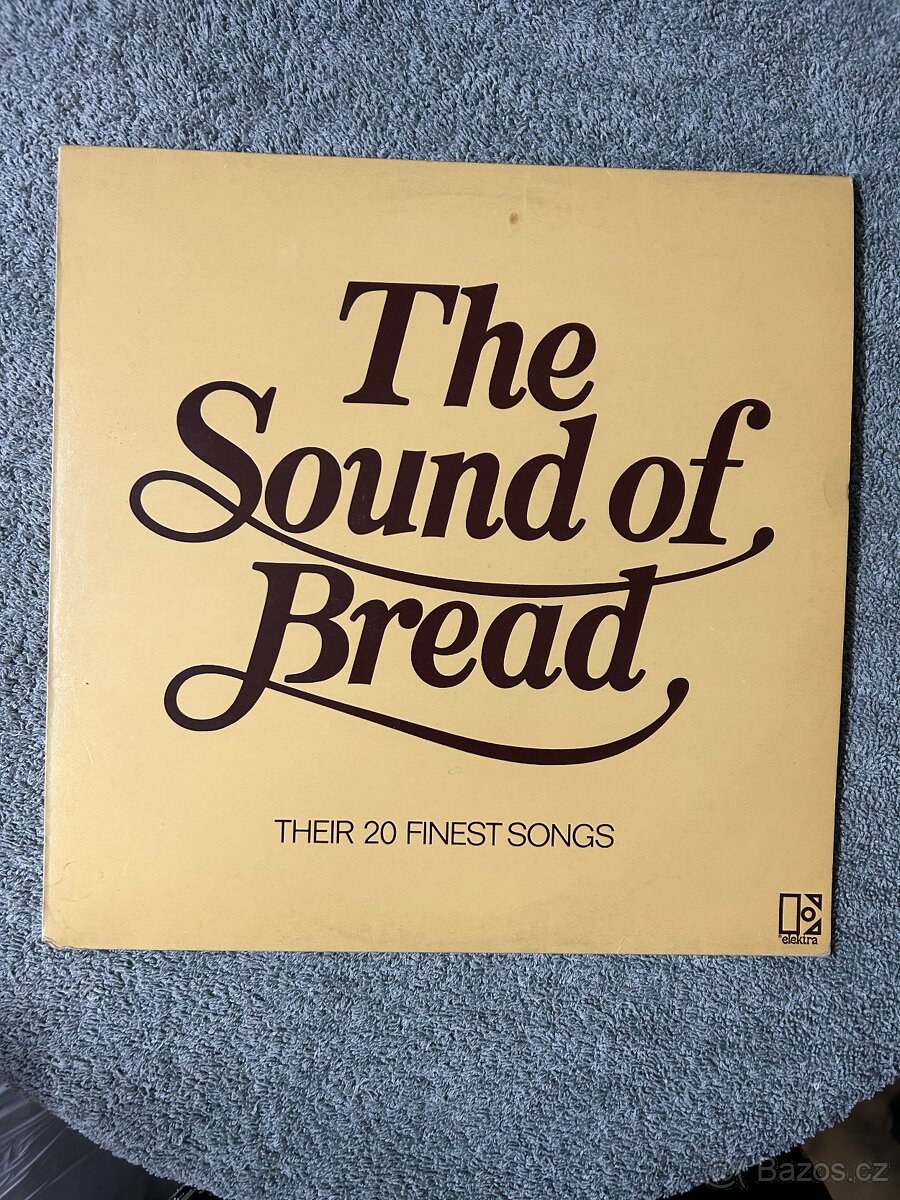 The
Sound of
Bread
THEIR 20 FINEST SONGS
elektra
© Bazos.cz